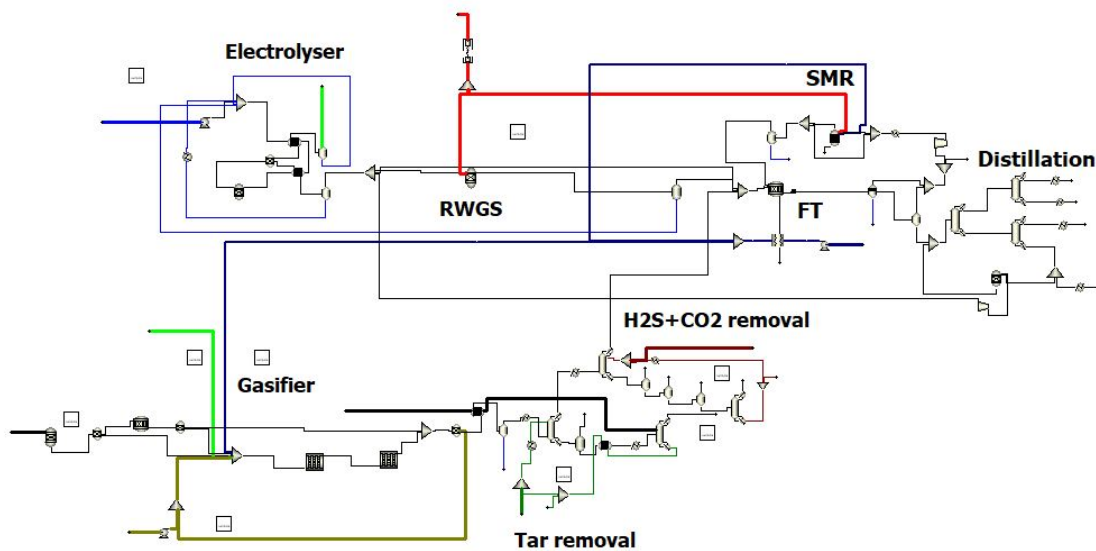 Electrolyser
SMR
Distillation
RWGS
FT
H2S+CO2 removal
Gasifier
Tar removal